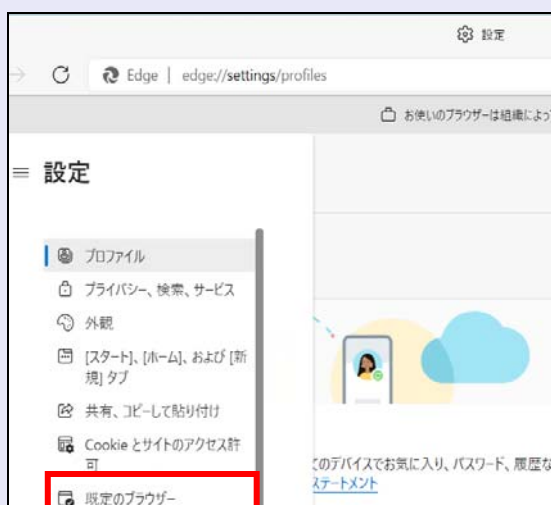 設定
Edge | edge://settings/profiles
お使いのブラウザーは組織によっ
設定
プロファイル
プライバシー、検索、サービス
外観
[スタート]、[ホーム]、および [新
規] タブ
共有、コピーして貼り付け
Cookie とサイトのアクセス許
可
既定のブラウザー
てのデバイスでお気に入り、パスワード、履歴な
ステートメント